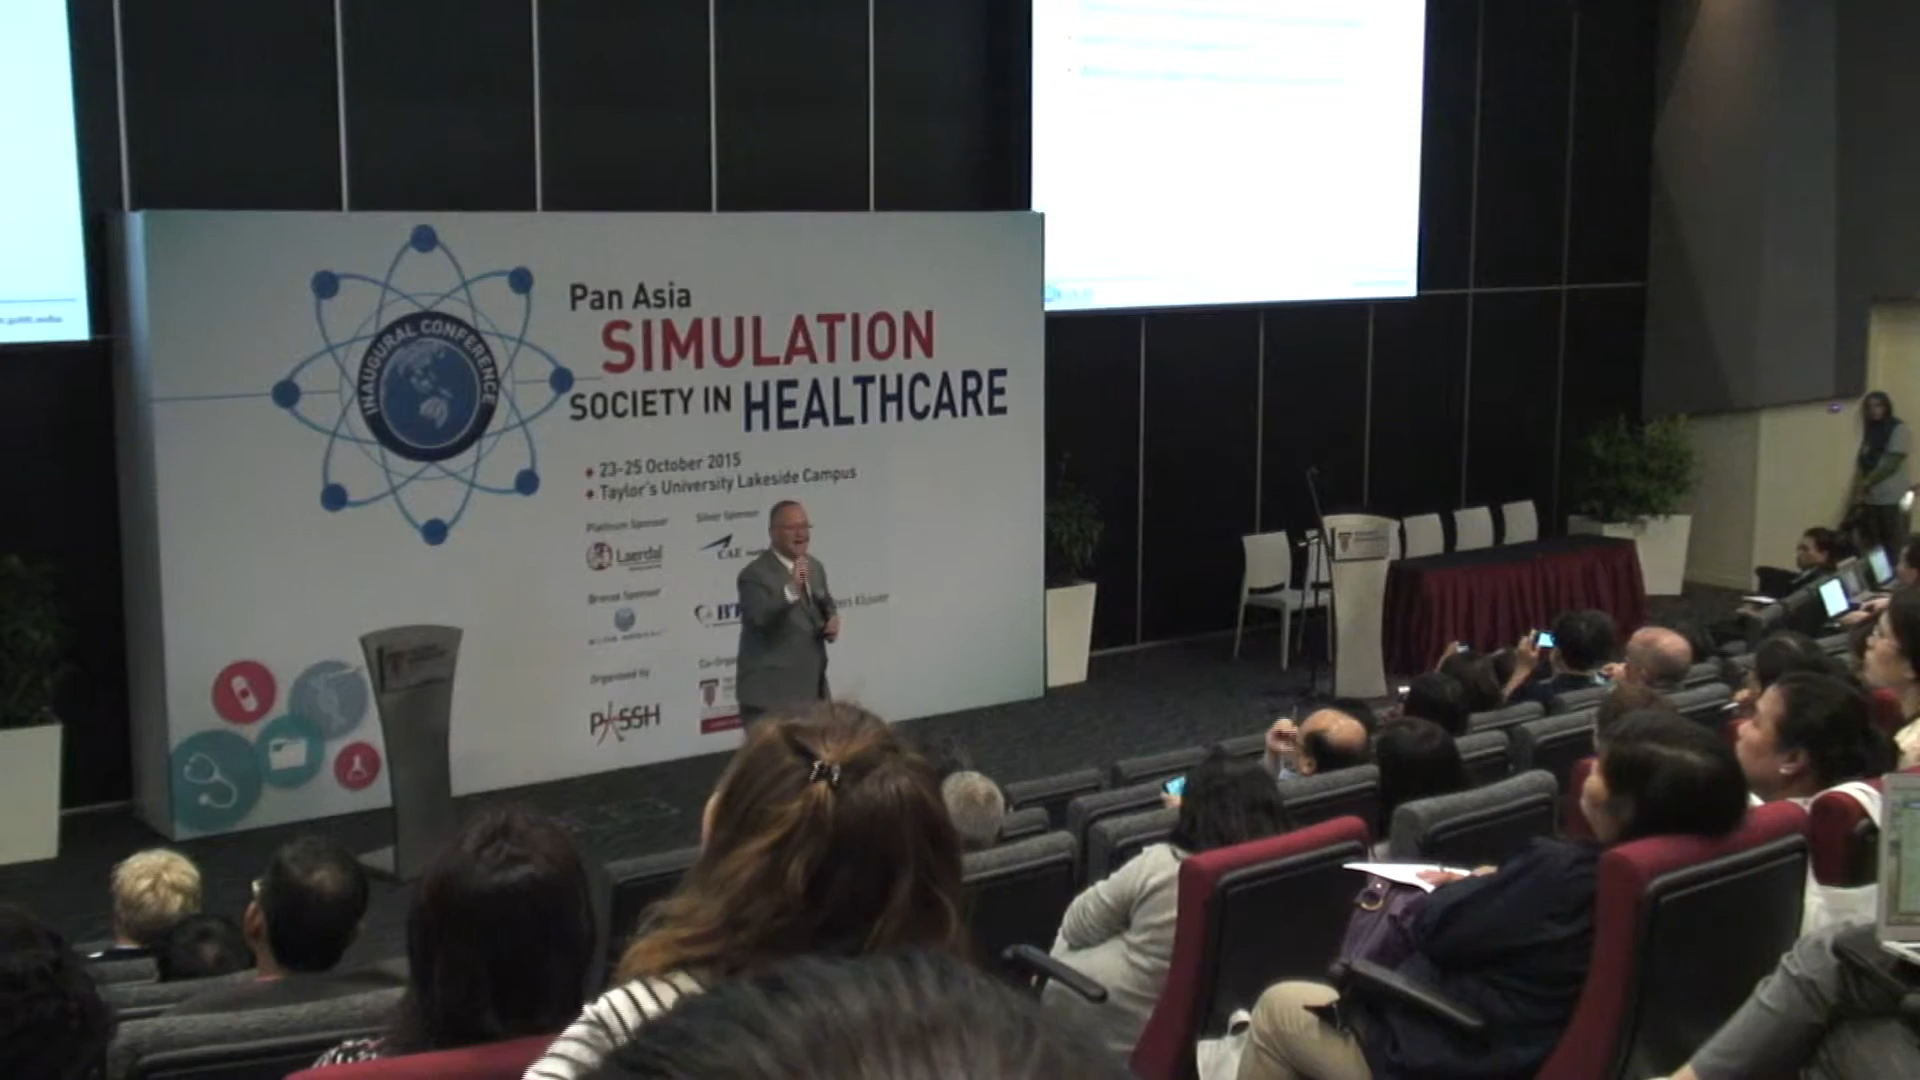 INAUGURAL CONFERENCE
Pan Asia
SIMULATION
SOCIETY IN HEALTHCARE
23-25 October 2015
Taylor's University Lakeside Campus
Platinum Sponsor
Silver Sponsor
Laerdal
CAE
Bronze Sponsor
Kluwer
Organised by
PASSH